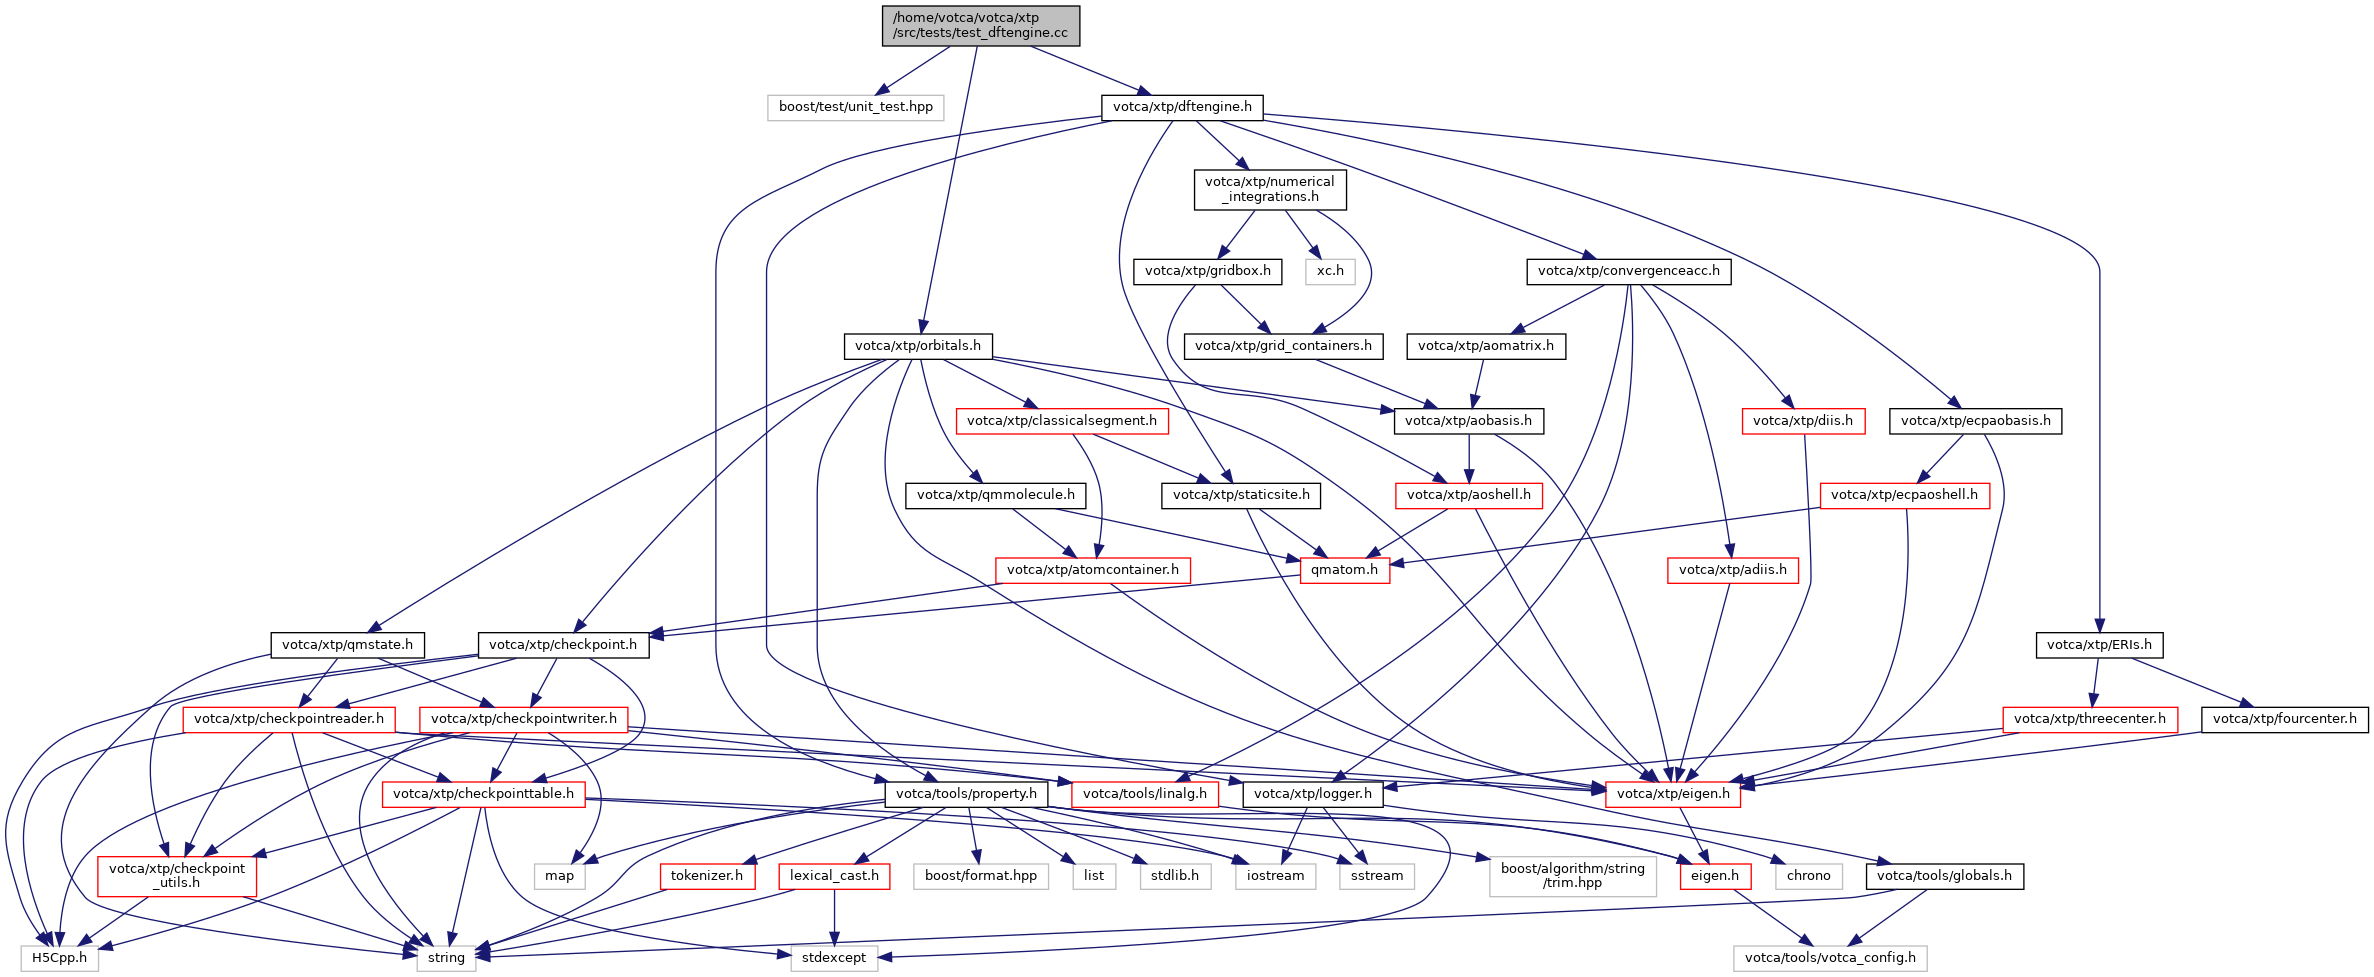 /home/votca/votca/xtp
/src/tests/test_dftengine.cc
boost/test/unit_test.hpp
votca/xtp/dftengine.h
votca/xtp/numerical
_integrations.h
votca/xtp/gridbox.h
xc.h
votca/xtp/convergenceacc.h
votca/xtp/orbitals.h
votca/xtp/grid_containers.h
votca/xtp/aomatrix.h
votca/xtp/classicalsegment.h
votca/xtp/aobasis.h
votca/xtp/diis.h
votca/xtp/ecpaobasis.h
votca/xtp/qmmolecule.h
votca/xtp/staticsite.h
votca/xtp/aoshell.h
votca/xtp/ecpaoshell.h
votca/xtp/atomcontainer.h
qmatom.h
votca/xtp/adiis.h
votca/xtp/qmstate.h
votca/xtp/checkpoint.h
votca/xtp/ERIs.h
votca/xtp/checkpointreader.h
votca/xtp/checkpointwriter.h
votca/xtp/threecenter.h
votca/xtp/fourcenter.h
votca/xtp/checkpointtable.h
votca/tools/property.h
votca/tools/linalg.h
votca/xtp/logger.h
votca/xtp/eigen.h
votca/xtp/checkpoint
_utils.h
map
tokenizer.h
lexical_cast.h
boost/format.hpp
list
stdlib.h
iostream
sstream
boost/algorithm/string
/trim.hpp
eigen.h
chrono
votca/tools/globals.h
H5Cpp.h
string
stdexcept
votca/tools/votca_config.h